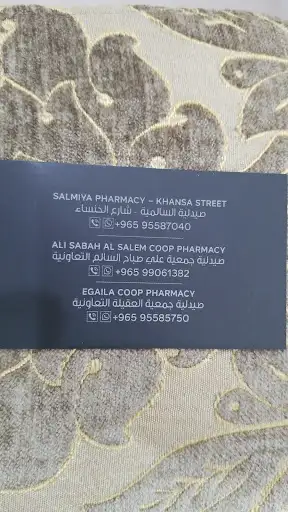 SALMIYA PHARMACY - KHANSA STREET
صيدلية السالمية - شارع الخنساء
+965 95587040
ALI SABAH AL SALEM COOP PHARMACY
صيدلية جمعية علي صباح السالم التعاونية
+965 99061382
EGAILA COOP PHARMACY
صيدلية جمعية العقيلة التعاونية
+965 95585750